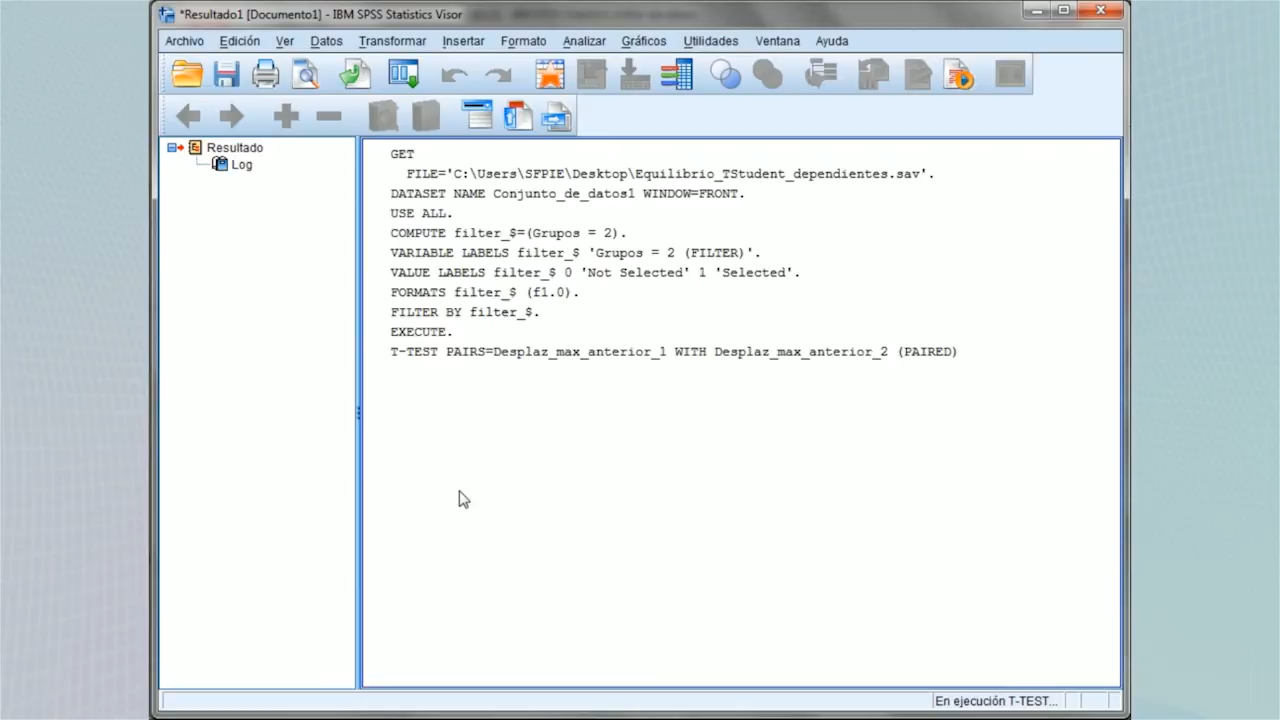 *Resultado1 [Documento1] - IBM SPSS Statistics Visor
Archivo Edición Ver Datos Transformar Insertar Formato Analizar Gráficos Utilidades Ventana Ayuda
Resultado
Log
GET
FILE='C:\Users\SFPIE\Desktop\Equilibrio_TStudent_dependientes.sav'.
DATASET NAME Conjunto_de_datos1 WINDOW=FRONT.
USE ALL.
COMPUTE filter_$=(Grupos = 2).
VARIABLE LABELS filter_$ 'Grupos = 2 (FILTER)'.
VALUE LABELS filter_$ 0 'Not Selected' 1 'Selected'.
FORMATS filter_$ (f1.0).
FILTER BY filter_$.
EXECUTE.
T-TEST PAIRS=Desplaz_max_anterior_1 WITH Desplaz_max_anterior_2 (PAIRED)
En ejecución T-TEST...